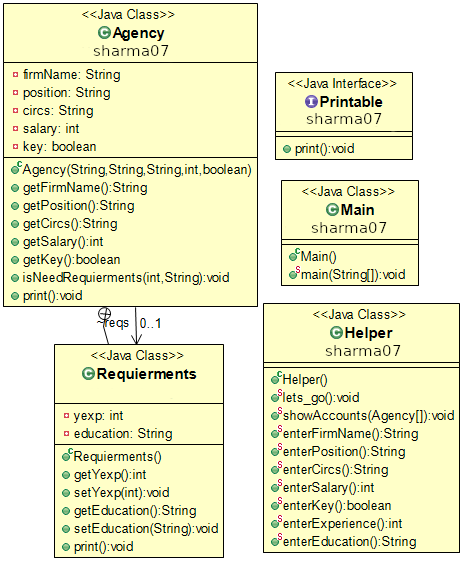 <<Java Class>>
Agency
sharma07
firmName: String
position: String
circs: String
salary: int
key: boolean
Agency(String,String,String,int,boolean)
getFirmName():String
getPosition():String
getCircs():String
getSalary():int
getKey():boolean
isNeedRequierments(int,String):void
print():void
~reqs
0..1
<<Java Class>>
Requierments
yexp: int
education: String
Requierments()
getYexp():int
setYexp(int):void
getEducation():String
setEducation(String):void
print():void
<<Java Interface>>
Printable
sharma07
print():void
<<Java Class>>
Main
sharma07
Main()
main(String[]):void
<<Java Class>>
Helper
sharma07
Helper()
lets_go():void
showAccounts(Agency[]):void
enterFirmName():String
enterPosition():String
enterCircs():String
enterSalary():int
enterKey():boolean
enterExperience():int
enterEducation():String